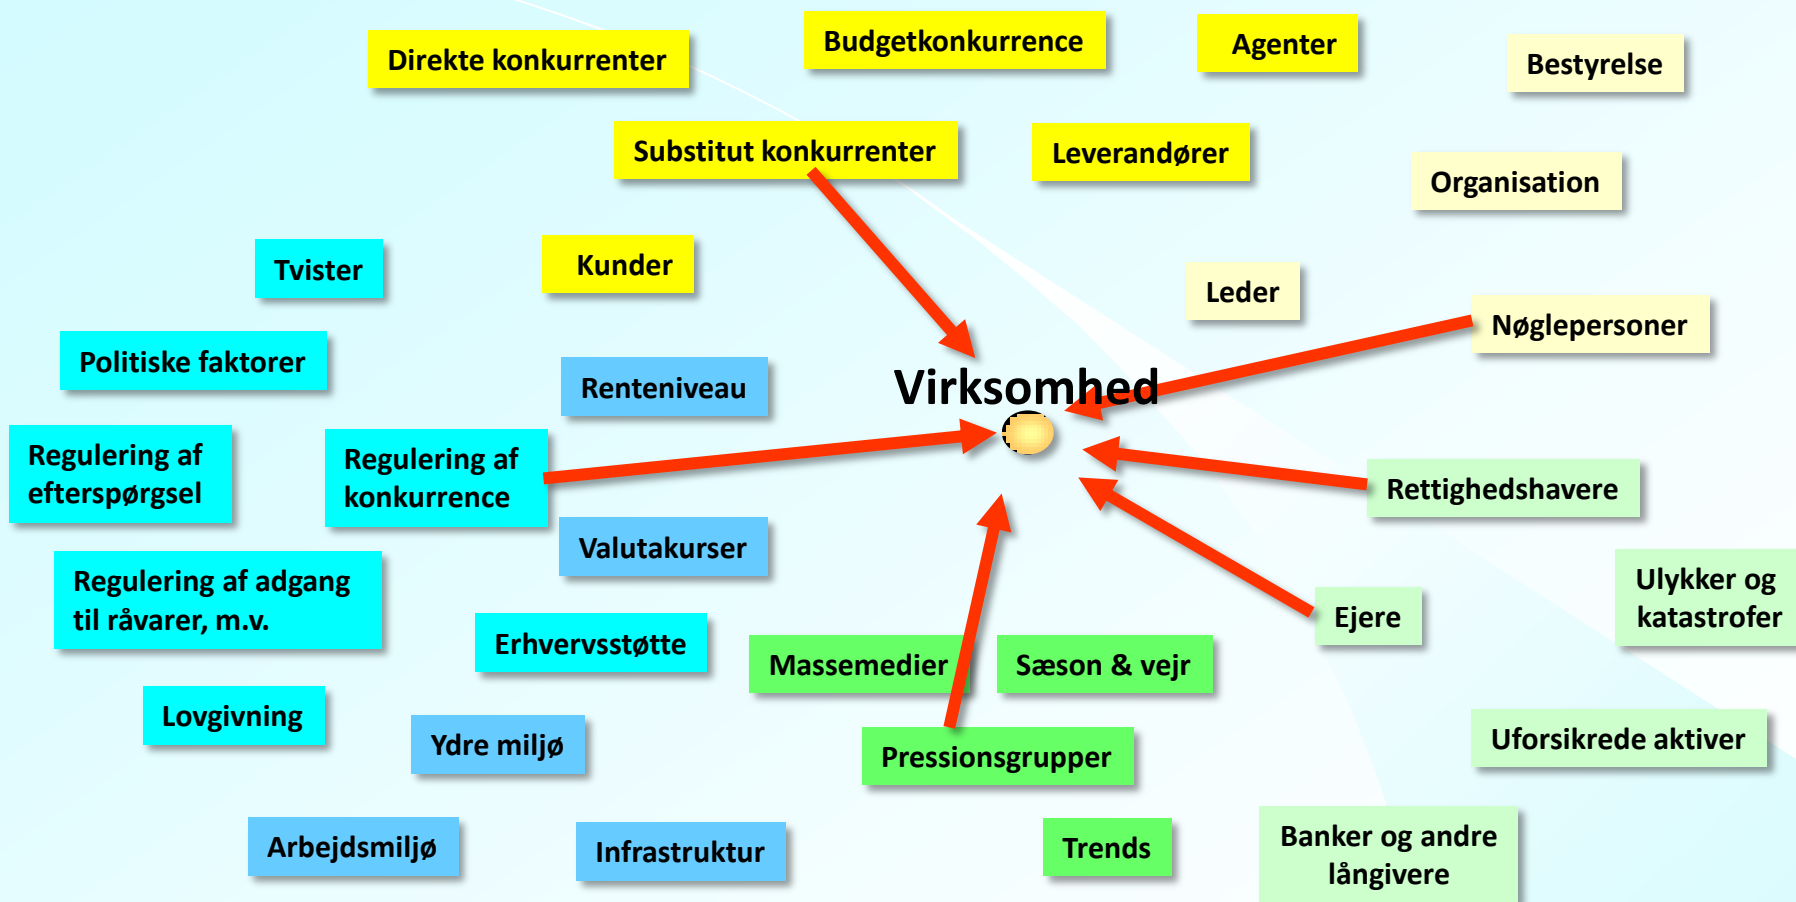 Direkte konkurrenter
Budgetkonkurrence
Agenter
Bestyrelse
Substitut konkurrenter
Leverandører
Organisation
Tvister
Kunder
Leder
Nøglepersoner
Politiske faktorer
Renteniveau
Virksomhed
Regulering af
efterspørgsel
Regulering af
konkurrence
Rettighedshavere
Valutakurser
Regulering af adgang
til råvarer, m.v.
Ulykker og
katastrofer
Ejere
Erhvervsstøtte
Massemedier
Sæson & vejr
Lovgivning
Ydre miljø
Pressionsgrupper
Uforsikrede aktiver
Arbejdsmiljø
Infrastruktur
Trends
Banker og andre
långivere